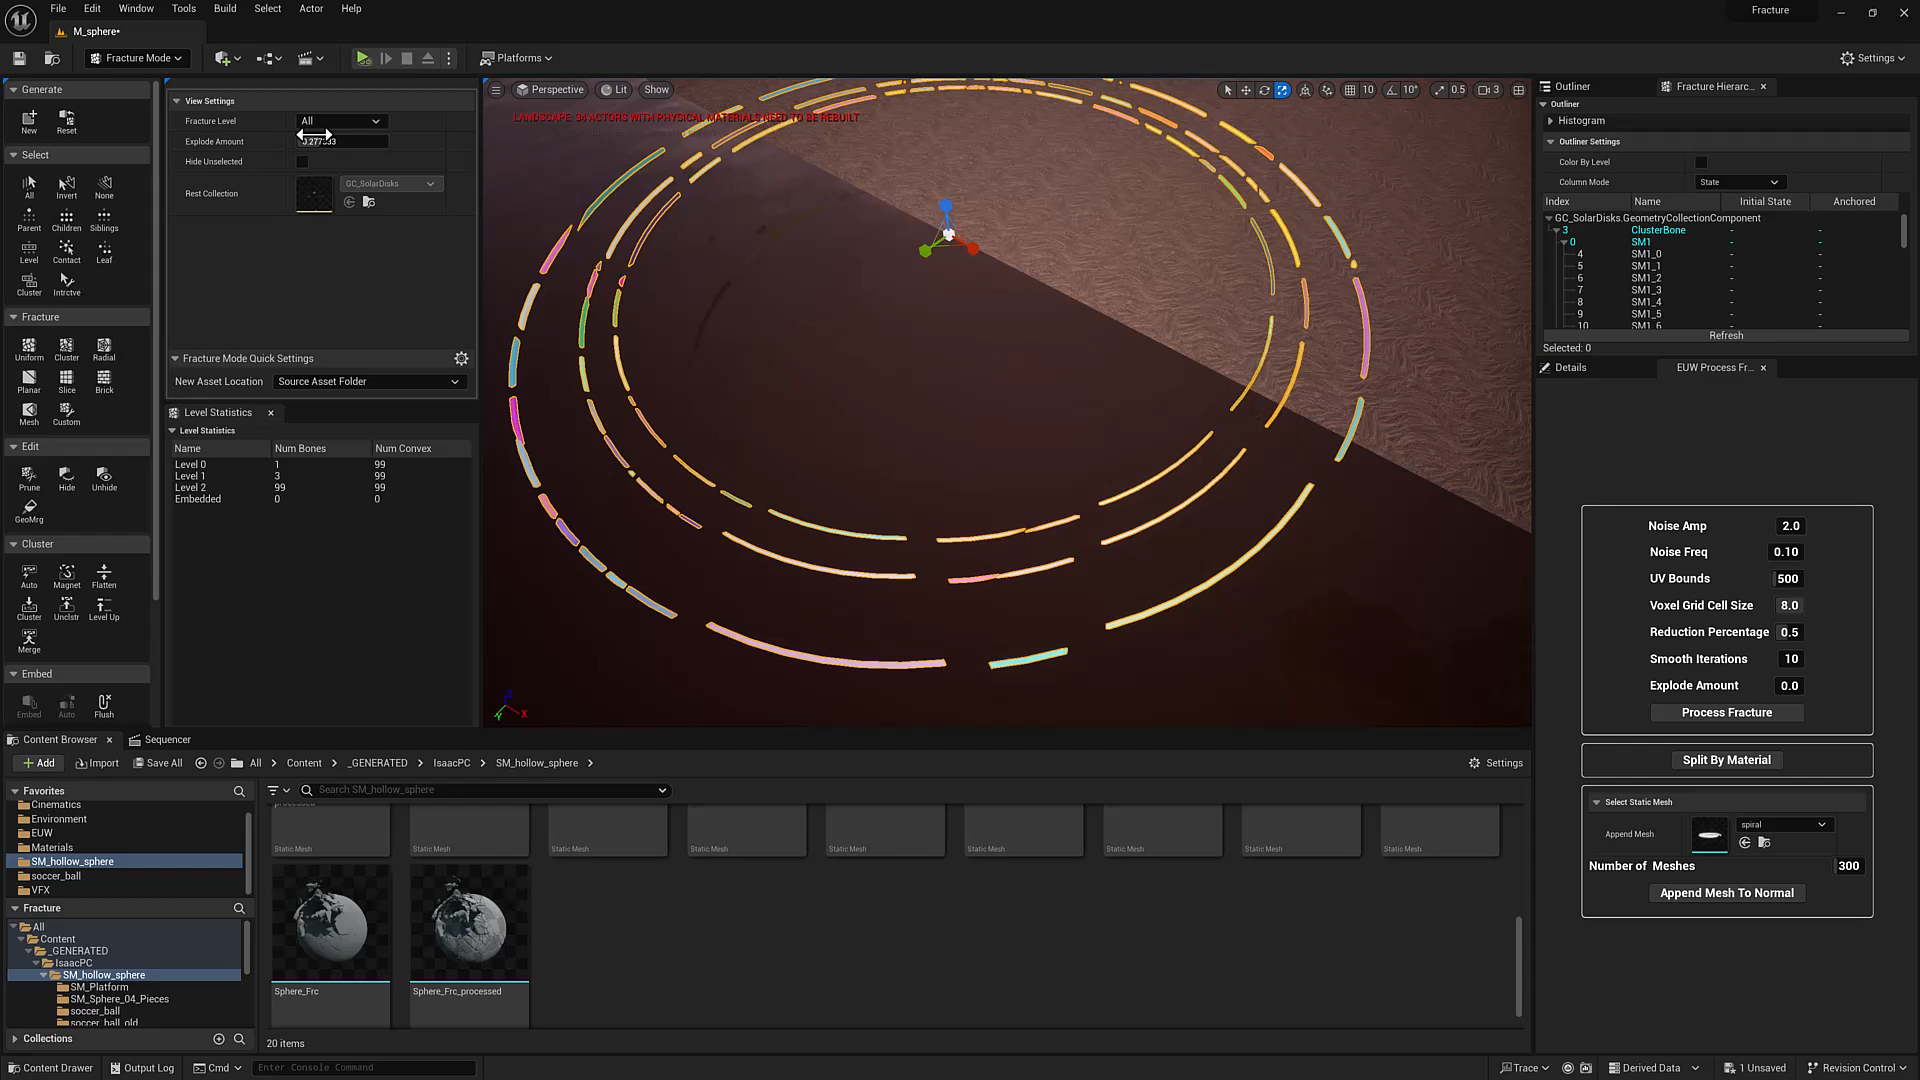 File Edit Window Tools Build Select Actor Help
Fracture
M_sphere*
Fracture Mode
Platforms
Settings
Generate
New Reset
Select
All Invert None
Parent Children Siblings
Level Contact Leaf
Cluster Intrctve
Fracture
Uniform Cluster Radial
Planar Slice Brick
Mesh Custom
Edit
Prune Hide Unhide
GeoMrg
Cluster
Auto Magnet Flatten
Cluster Unclstr Level Up
Merge
Embed
Embed Auto Flush
View Settings
Fracture Level All
Explode Amount
Hide Unselected
Rest Collection GC_SolarDisks
Fracture Mode Quick Settings
New Asset Location Source Asset Folder
Level Statistics
Level Statistics
Name Num Bones Num Convex
Level 0 1 99
Level 1 3 99
Level 2 99 99
Embedded 0 0
Perspective Lit Show
10 10° 0.5 3
LANDSCAPE: 34 ACTORS WITH PHYSICAL MATERIALS NEED TO BE REBUILT
Z
Y X
Outliner Fracture Hierarc...
Outliner
Histogram
Outliner Settings
Color By Level
Column Mode State
Index Name Initial State Anchored
GC_SolarDisks.GeometryCollectionComponent
3 ClusterBone - -
0 SM1 - -
4 SM1_0 - -
5 SM1_1 - -
6 SM1_2 - -
7 SM1_3 - -
8 SM1_4 - -
9 SM1_5 - -
10 SM1_6 - -
Refresh
Selected: 0
Details EUW Process Fr...
Noise Amp 2.0
Noise Freq 0.10
UV Bounds 500
Voxel Grid Cell Size 8.0
Reduction Percentage 0.5
Smooth Iterations 10
Explode Amount 0.0
Process Fracture
Split By Material
Select Static Mesh
Append Mesh spiral
Number of Meshes 300
Append Mesh To Normal
Content Browser Sequencer
Add Import Save All All Content _GENERATED IsaacPC SM_hollow_sphere Settings
Favorites
Cinematics
Environment
EUW
Materials
SM_hollow_sphere
soccer_ball
VFX
Fracture
All
Content
_GENERATED
IsaacPC
SM_hollow_sphere
SM_Platform
SM_Sphere_04_Pieces
soccer_ball
soccer_ball_old
Collections
Search SM_hollow_sphere
processed
Static Mesh Static Mesh Static Mesh Static Mesh Static Mesh Static Mesh Static Mesh Static Mesh Static Mesh
Sphere_Frc Sphere_Frc_processed
20 items
Content Drawer Output Log Cmd Enter Console Command Trace Derived Data 1 Unsaved Revision Control